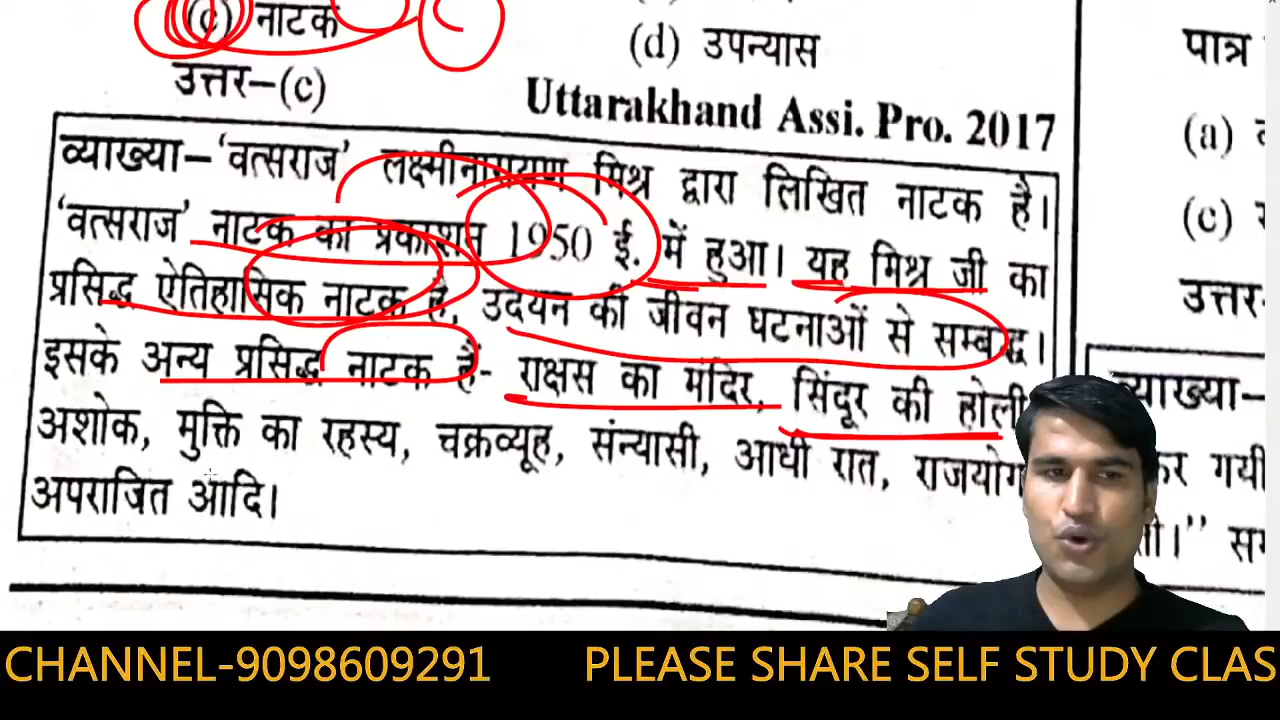 (c) नाटक
(d) उपन्यास
उत्तर–(c)
Uttarakhand Assi. Pro. 2017
व्याख्या–‘वत्सराज’ लक्ष्मीनारायण मिश्र द्वारा लिखित नाटक है।
‘वत्सराज’ नाटक का प्रकाशन 1950 ई. में हुआ। यह मिश्र जी का
प्रसिद्ध ऐतिहासिक नाटक है, उदयन की जीवन घटनाओं से सम्बद्ध।
इसके अन्य प्रसिद्ध नाटक हैं- राक्षस का मंदिर, सिंदूर की होली
अशोक, मुक्ति का रहस्य, चक्रव्यूह, संन्यासी, आधी रात, राजयोग
अपराजित आदि।
पात्र
(a)
(c)
उत्तर
व्याख्या–
गयी
CHANNEL-9098609291 PLEASE SHARE SELF STUDY CLAS